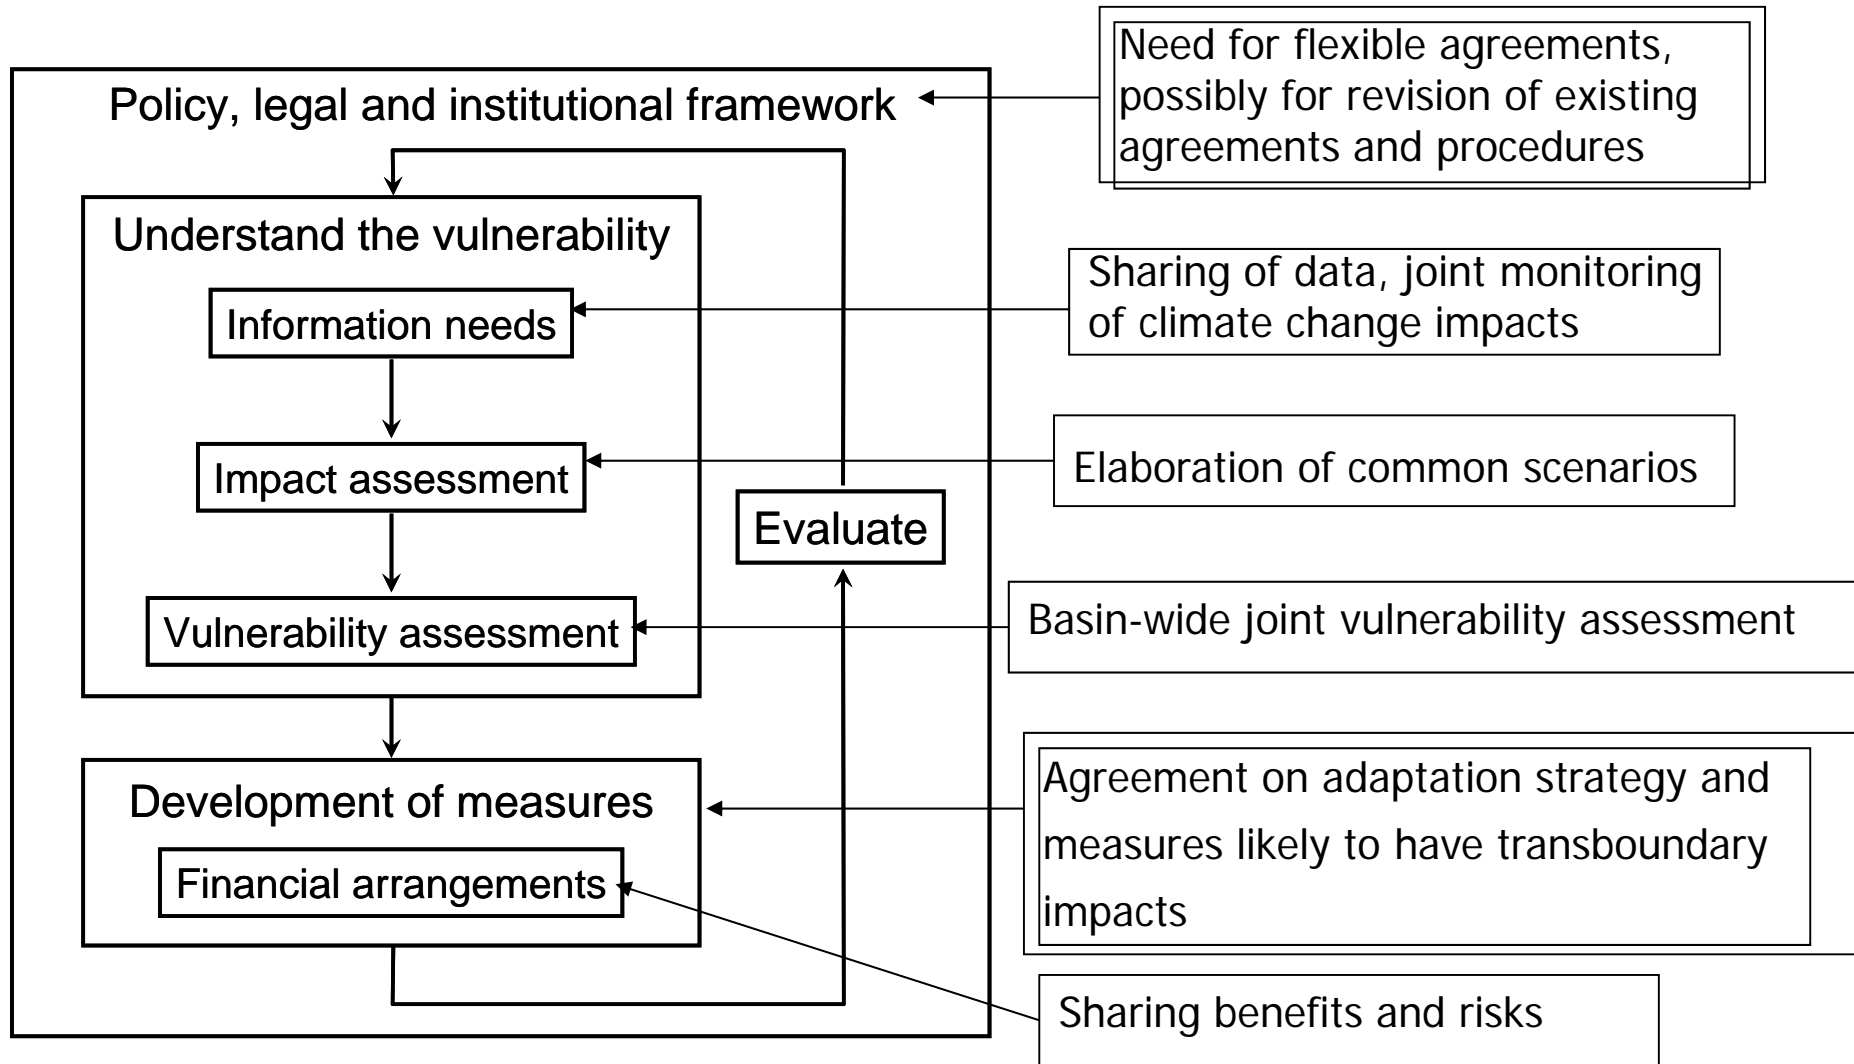 Policy, legal and institutional framework
Understand the vulnerability
Information needs
Impact assessment
Vulnerability assessment
Evaluate
Development of measures
Financial arrangements
Need for flexible agreements,
possibly for revision of existing
agreements and procedures
Sharing of data, joint monitoring
of climate change impacts
Elaboration of common scenarios
Basin-wide joint vulnerability assessment
Agreement on adaptation strategy and
measures likely to have transboundary
impacts
Sharing benefits and risks